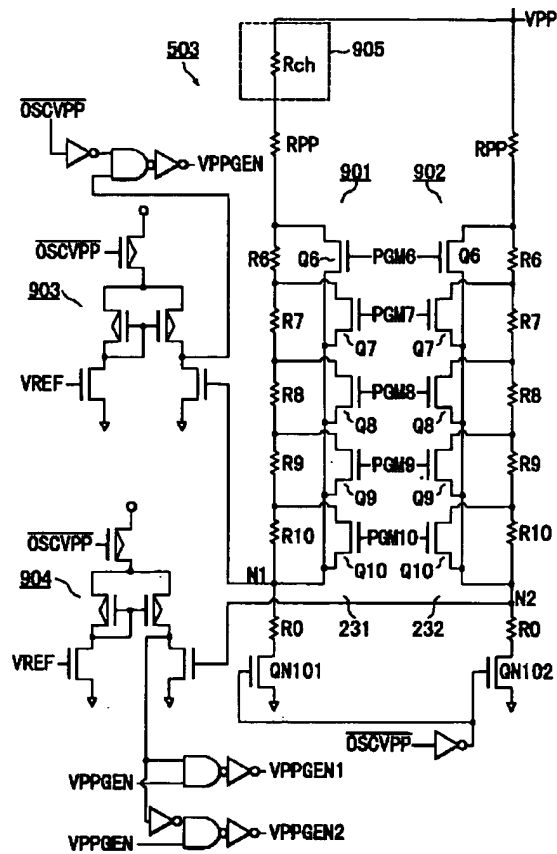 VPP
503
905
Rch
OSCVPP
VPPGEN
RPP
RPP
901
902
R6
Q6
PGM6
Q6
R6
OSCVPP
903
R7
PGM7
R7
Q7
Q7
VREF
R8
PGM8
R8
Q8
Q8
R9
PGM9
R9
Q9
Q9
OSCVPP
R10
PGM10
R10
904
N1
Q10
Q10
N2
R0
231
232
R0
VREF
QN101
QN102
OSCVPP
VPPGEN1
VPPGEN
VPPGEN2
VPPGEN